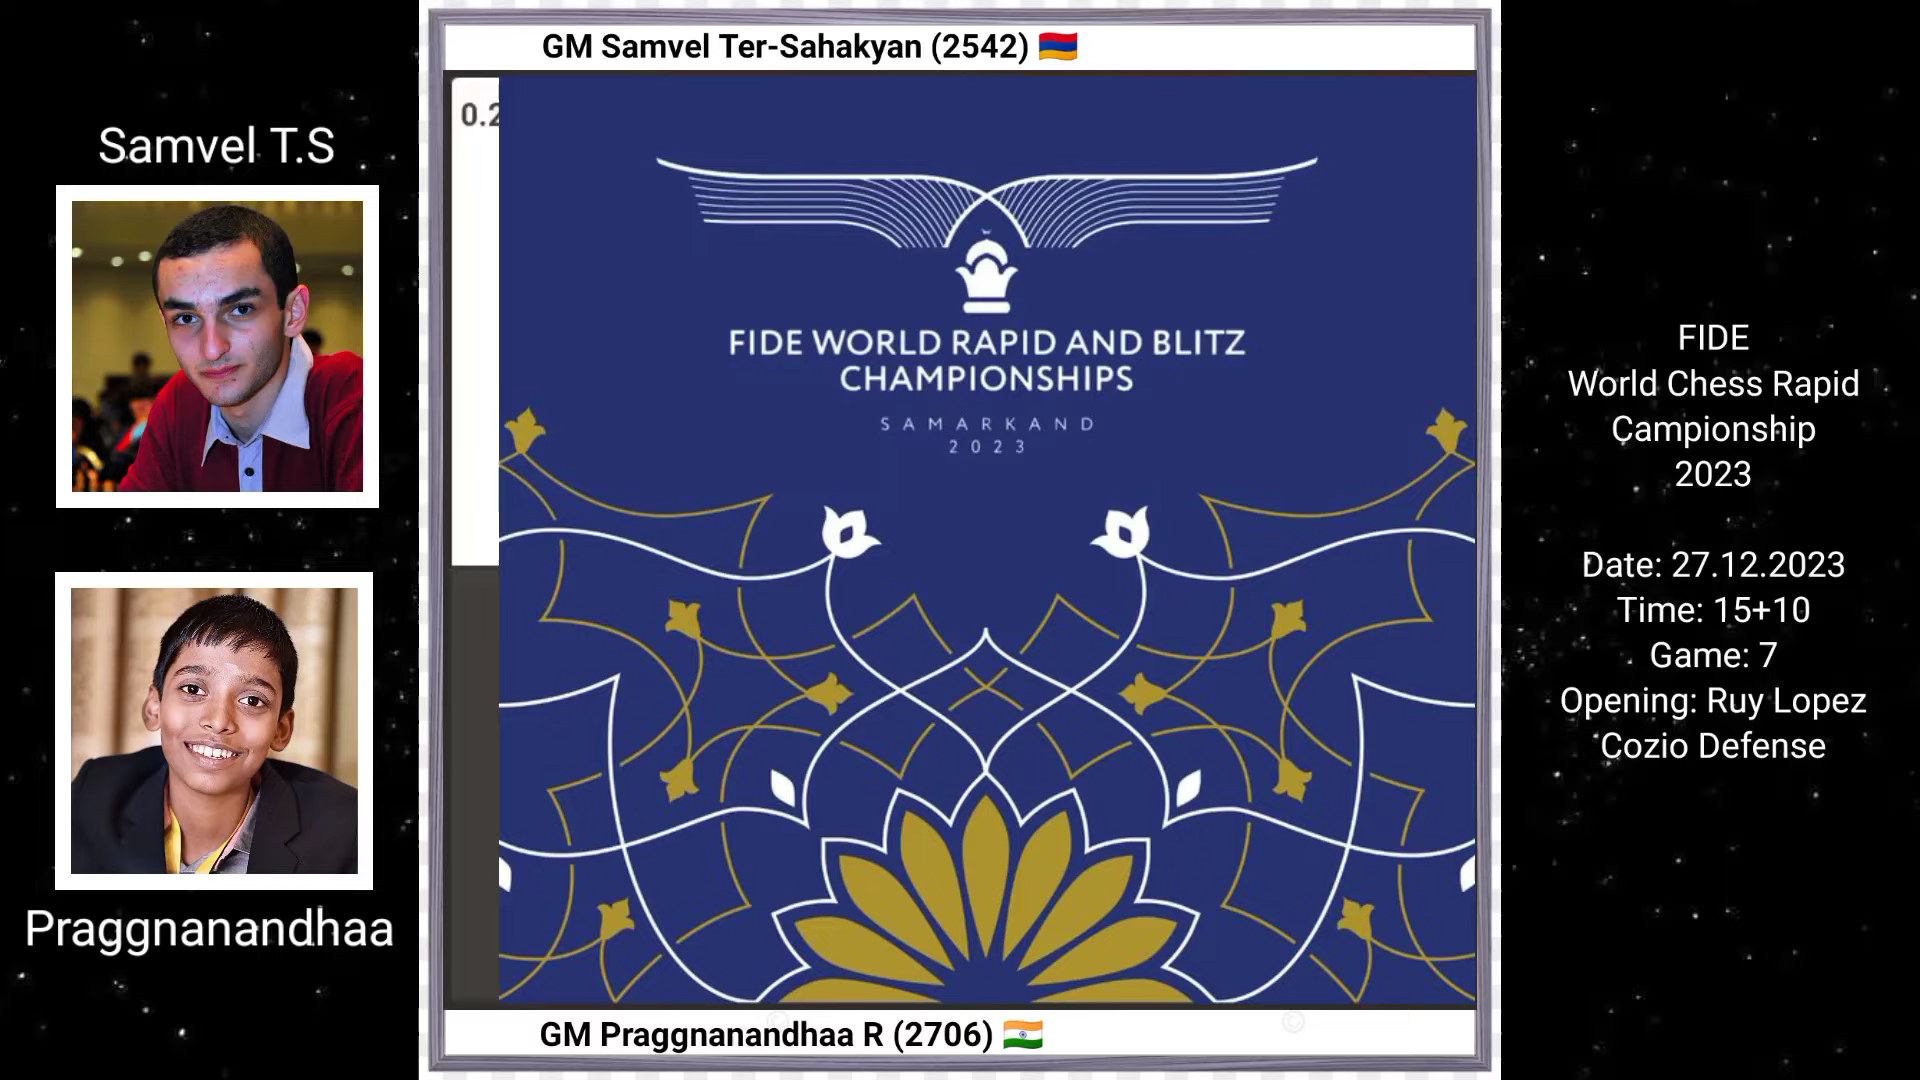 GM Samvel Ter-Sahakyan (2542)
0.2
Samvel T.S
Praggnanandhaa
FIDE WORLD RAPID AND BLITZ
CHAMPIONSHIPS
SAMARKAND
2023
GM Praggnanandhaa R (2706)
FIDE
World Chess Rapid
Campionship
2023
Date: 27.12.2023
Time: 15+10
Game: 7
Opening: Ruy Lopez
Cozio Defense